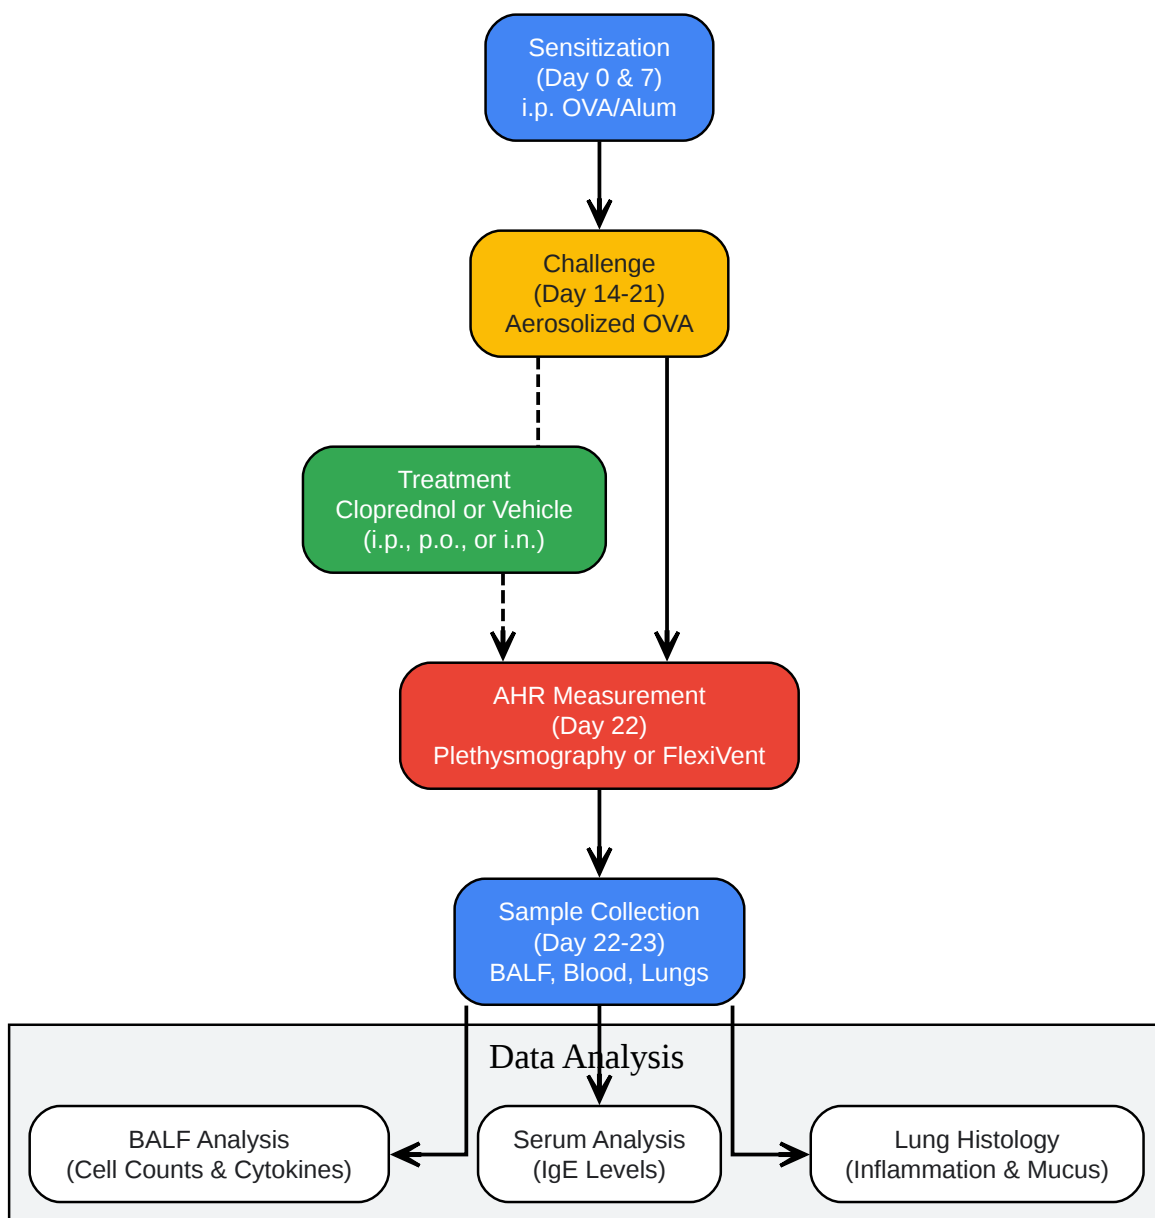 Sensitization
(Day 0 & 7)
i.p. OVA/Alum
Challenge
(Day 14-21)
Aerosolized OVA
Treatment
Cloprednol or Vehicle
(i.p., p.o., or i.n.)
AHR Measurement
(Day 22)
Plethysmography or FlexiVent
Sample Collection
(Day 22-23)
BALF, Blood, Lungs
Data Analysis
BALF Analysis
(Cell Counts & Cytokines)
Serum Analysis
(IgE Levels)
Lung Histology
(Inflammation & Mucus)